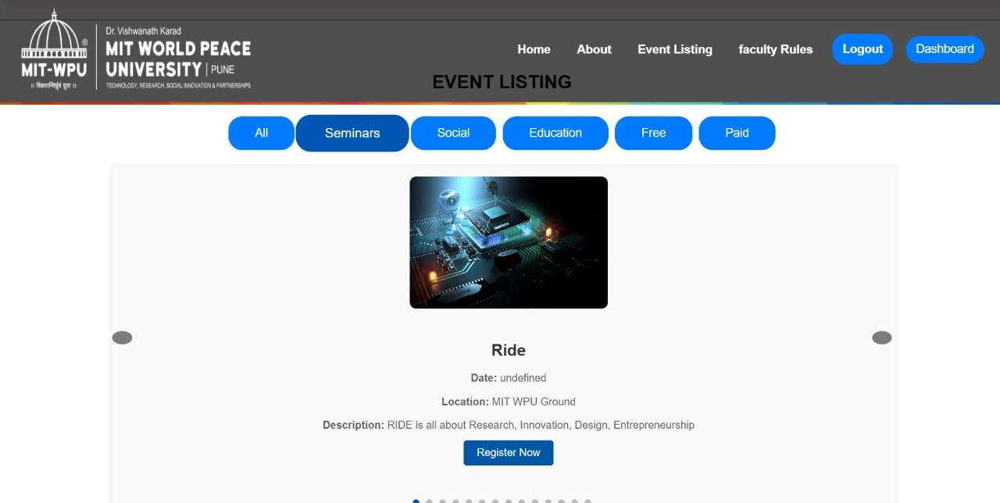 Dr. Vishwanath Karad
MIT WORLD PEACE
UNIVERSITY | PUNE
TECHNOLOGY, RESEARCH, SOCIAL INNOVATION & PARTNERSHIPS
®
MIT-WPU
Home About Event Listing faculty Rules Logout Dashboard
EVENT LISTING
All Seminars Social Education Free Paid
Ride
Date: undefined
Location: MIT WPU Ground
Description: RIDE is all about Research, Innovation, Design, Entrepreneurship
Register Now